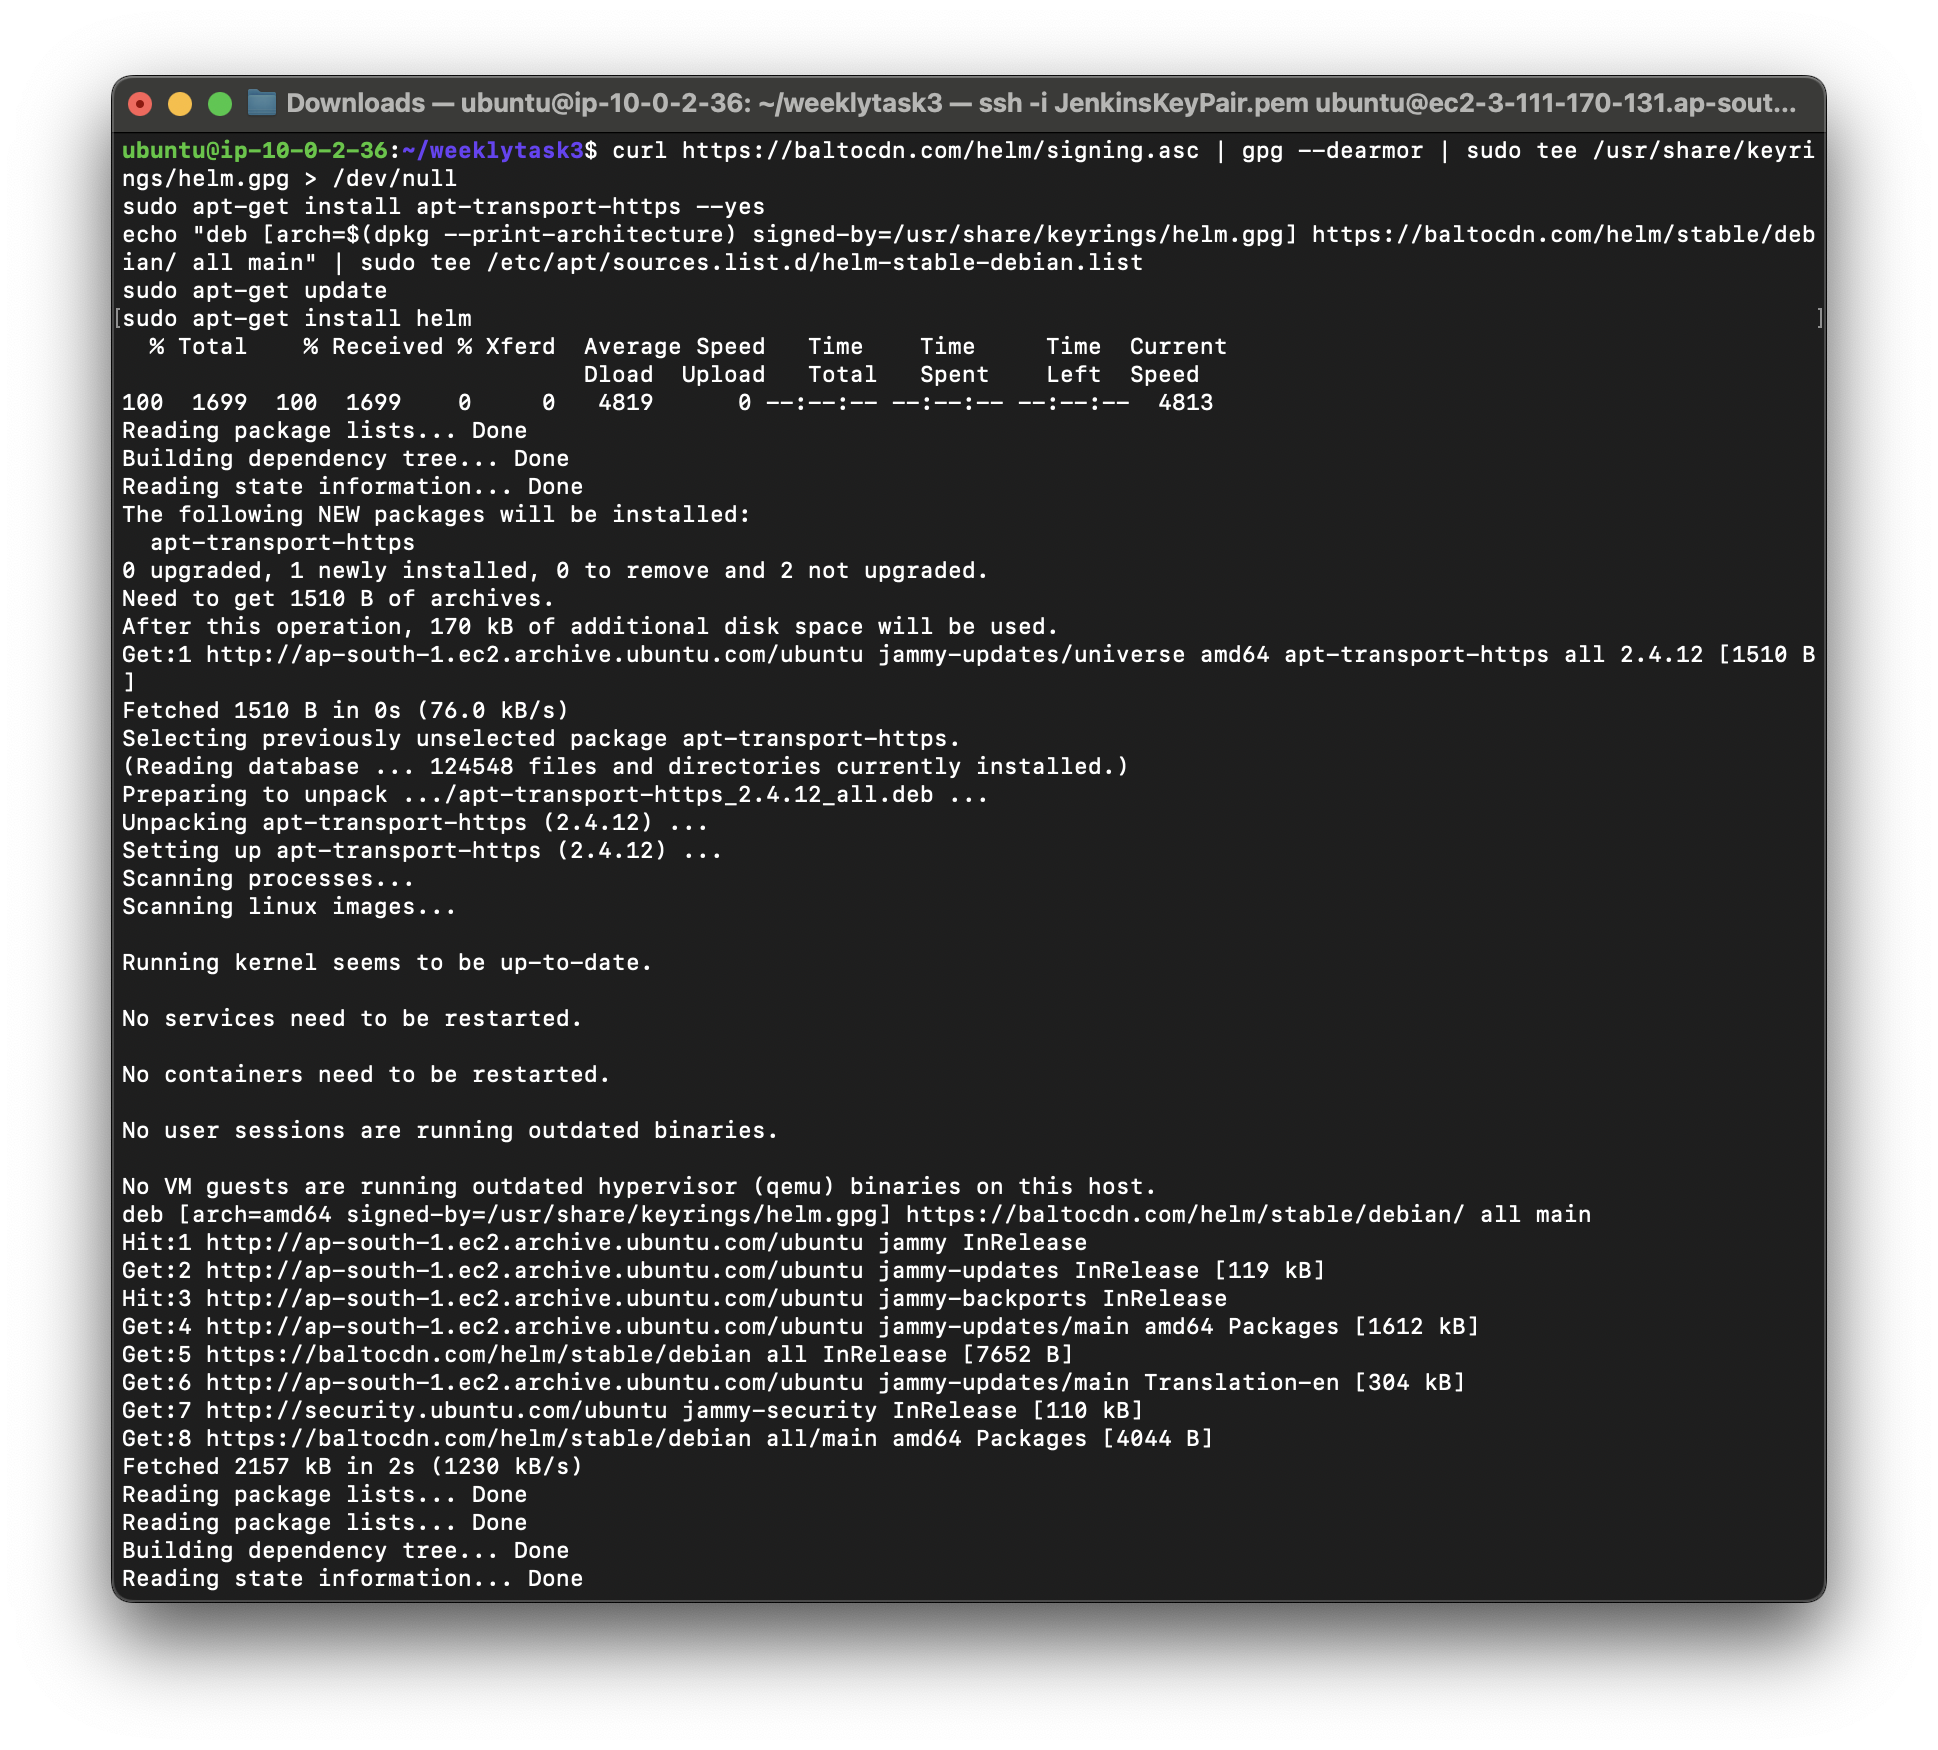 Downloads — ubuntu@ip-10-0-2-36: ~/weeklytask3 — ssh -i JenkinsKeyPair.pem ubuntu@ec2-3-111-170-131.ap-sout...
ubuntu@ip-10-0-2-36:~/weeklytask3$ curl https://baltocdn.com/helm/signing.asc | gpg --dearmor | sudo tee /usr/share/keyri
ngs/helm.gpg > /dev/null
sudo apt-get install apt-transport-https --yes
echo "deb [arch=$(dpkg --print-architecture) signed-by=/usr/share/keyrings/helm.gpg] https://baltocdn.com/helm/stable/deb
ian/ all main" | sudo tee /etc/apt/sources.list.d/helm-stable-debian.list
sudo apt-get update
[sudo apt-get install helm ]
  % Total    % Received % Xferd  Average Speed   Time    Time     Time  Current
                                 Dload  Upload   Total   Spent    Left  Speed
100  1699  100  1699    0     0   4819      0 --:--:-- --:--:-- --:--:--  4813
Reading package lists... Done
Building dependency tree... Done
Reading state information... Done
The following NEW packages will be installed:
  apt-transport-https
0 upgraded, 1 newly installed, 0 to remove and 2 not upgraded.
Need to get 1510 B of archives.
After this operation, 170 kB of additional disk space will be used.
Get:1 http://ap-south-1.ec2.archive.ubuntu.com/ubuntu jammy-updates/universe amd64 apt-transport-https all 2.4.12 [1510 B
]
Fetched 1510 B in 0s (76.0 kB/s)
Selecting previously unselected package apt-transport-https.
(Reading database ... 124548 files and directories currently installed.)
Preparing to unpack .../apt-transport-https_2.4.12_all.deb ...
Unpacking apt-transport-https (2.4.12) ...
Setting up apt-transport-https (2.4.12) ...
Scanning processes...
Scanning linux images...
Running kernel seems to be up-to-date.
No services need to be restarted.
No containers need to be restarted.
No user sessions are running outdated binaries.
No VM guests are running outdated hypervisor (qemu) binaries on this host.
deb [arch=amd64 signed-by=/usr/share/keyrings/helm.gpg] https://baltocdn.com/helm/stable/debian/ all main
Hit:1 http://ap-south-1.ec2.archive.ubuntu.com/ubuntu jammy InRelease
Get:2 http://ap-south-1.ec2.archive.ubuntu.com/ubuntu jammy-updates InRelease [119 kB]
Hit:3 http://ap-south-1.ec2.archive.ubuntu.com/ubuntu jammy-backports InRelease
Get:4 http://ap-south-1.ec2.archive.ubuntu.com/ubuntu jammy-updates/main amd64 Packages [1612 kB]
Get:5 https://baltocdn.com/helm/stable/debian all InRelease [7652 B]
Get:6 http://ap-south-1.ec2.archive.ubuntu.com/ubuntu jammy-updates/main Translation-en [304 kB]
Get:7 http://security.ubuntu.com/ubuntu jammy-security InRelease [110 kB]
Get:8 https://baltocdn.com/helm/stable/debian all/main amd64 Packages [4044 B]
Fetched 2157 kB in 2s (1230 kB/s)
Reading package lists... Done
Reading package lists... Done
Building dependency tree... Done
Reading state information... Done